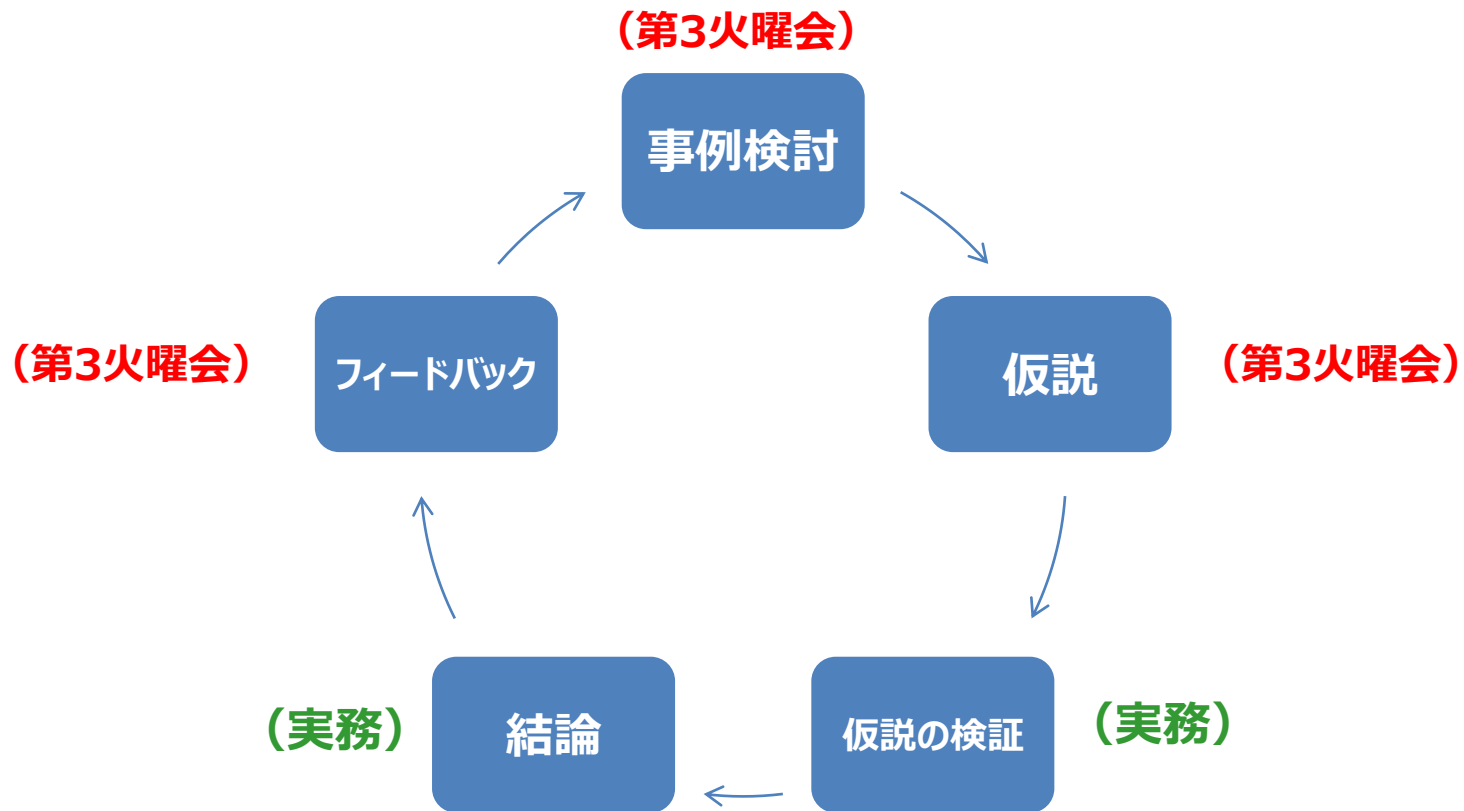 （第3火曜会）
事例検討
（第3火曜会）
フィードバック
仮説
（第3火曜会）
（実務）
結論
仮説の検証
（実務）